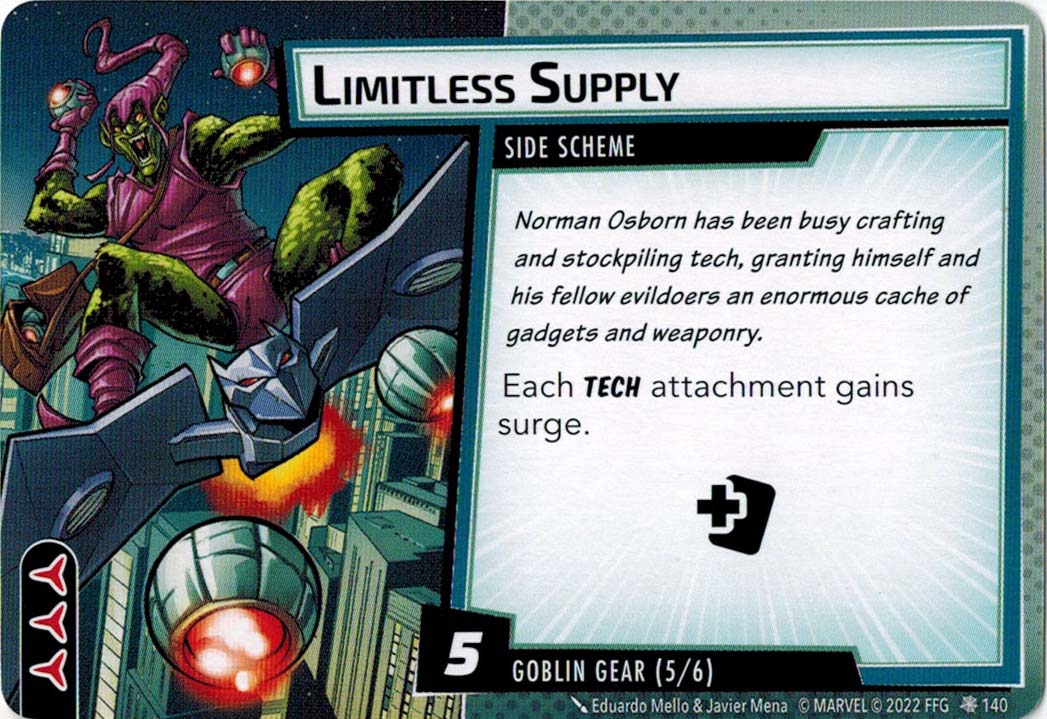 LIMITLESS SUPPLY
SIDE SCHEME
Norman Osborn has been busy crafting
and stockpiling tech, granting himself and
his fellow evildoers an enormous cache of
gadgets and weaponry.
Each TECH attachment gains
surge.
5
GOBLIN GEAR (5/6)
Eduardo Mello & Javier Mena © MARVEL © 2022 FFG 140